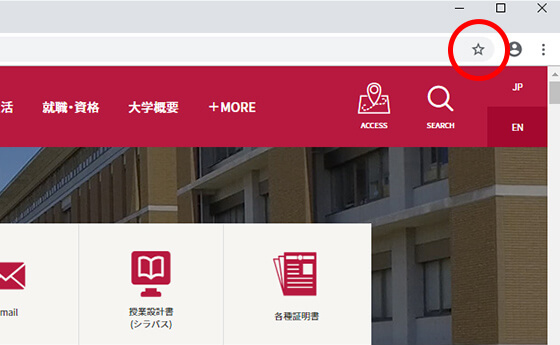 活 就職・資格 大学概要 ＋MORE
ACCESS
SEARCH
JP
EN
mail
授業設計書
(シラバス)
各種証明書